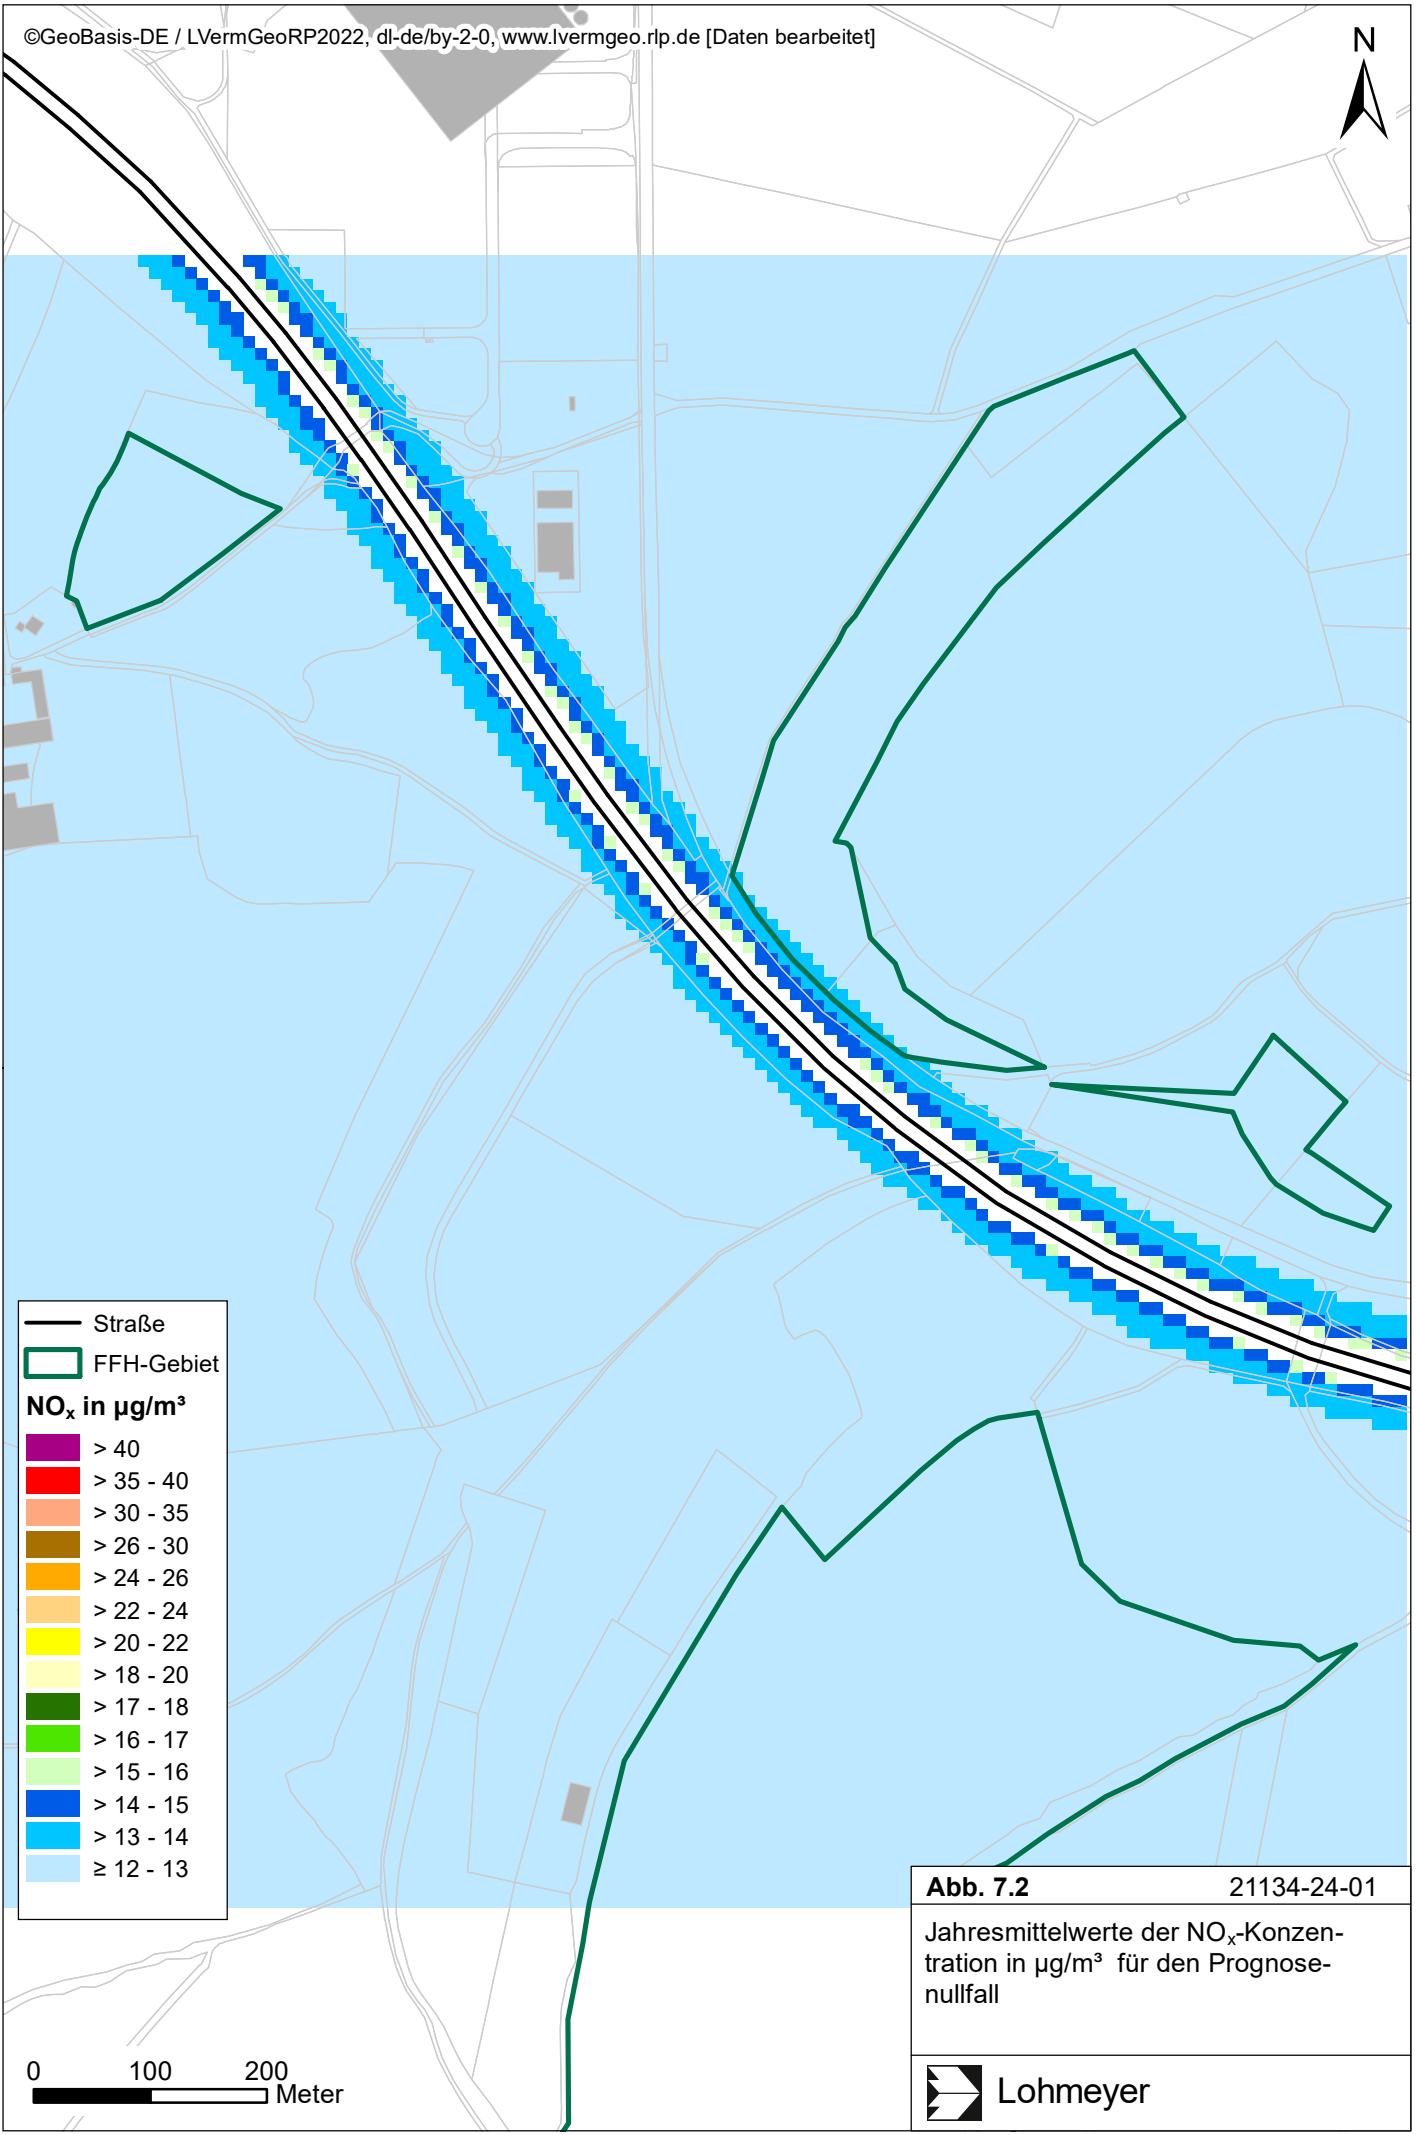 ©GeoBasis-DE / LVermGeoRP2022, dl-de/by-2-0, www.lvermgeo.rlp.de [Daten bearbeitet]
N
Straße
FFH-Gebiet
NOx in µg/m³
> 40
> 35 - 40
> 30 - 35
> 26 - 30
> 24 - 26
> 22 - 24
> 20 - 22
> 18 - 20
> 17 - 18
> 16 - 17
> 15 - 16
> 14 - 15
> 13 - 14
≥ 12 - 13
0 100 200
Meter
Abb. 7.2 21134-24-01
Jahresmittelwerte der NOx-Konzen-
tration in µg/m³ für den Prognose-
nullfall
Lohmeyer